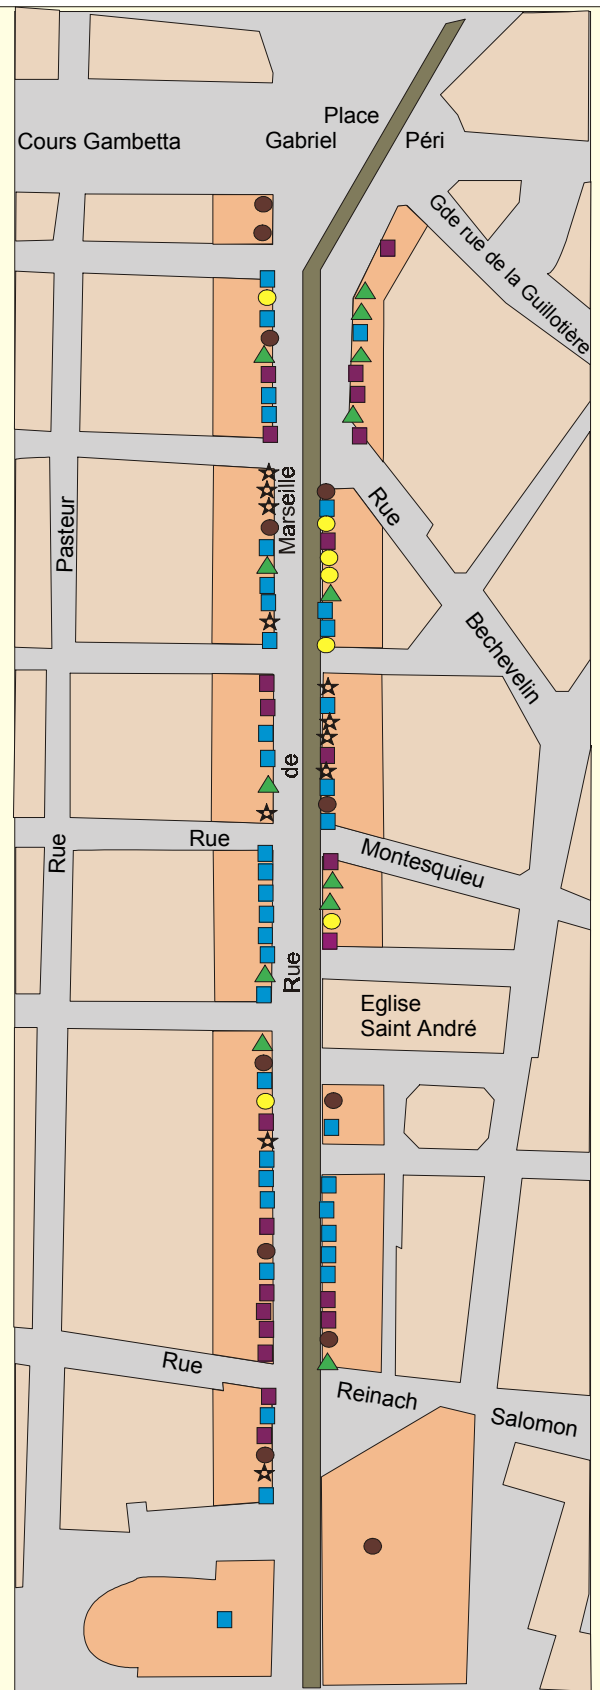 Place
Cours Gambetta
Gabriel
Péri
Gde rue de la Guillotière
Marseille
Rue
Pasteur
Bechevelin
de
Rue
Rue
Montesquieu
Rue
Eglise
Saint André
Rue
Reinach
Salomon